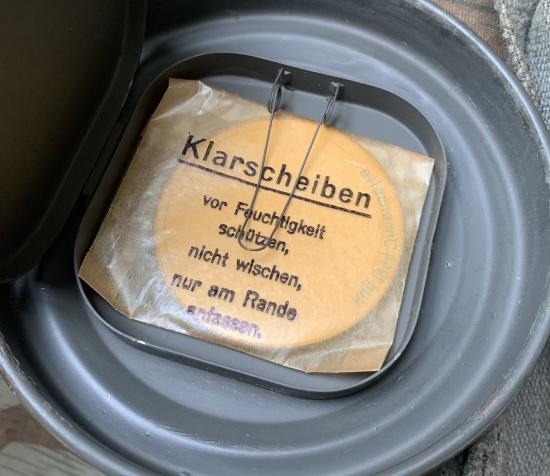 Klarscheiben
vor Feuchtigkeit
schützen,
nicht wischen,
nur am Rande
anfassen.